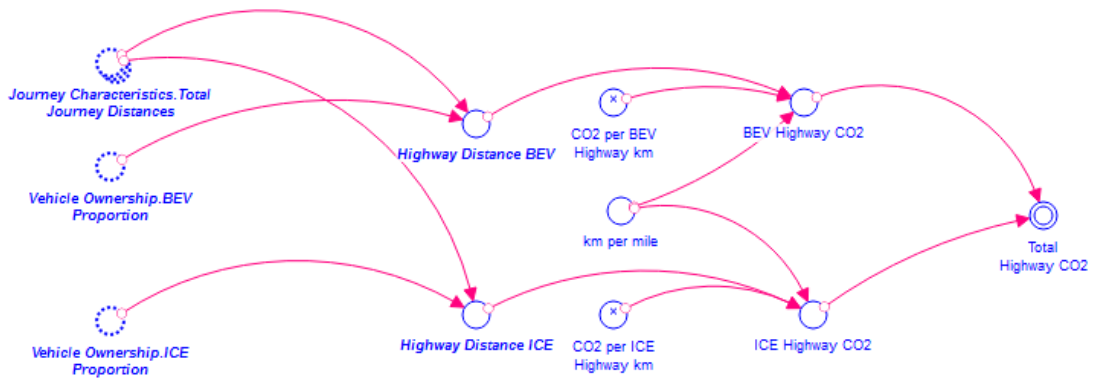 Journey Characteristics.Total
Journey Distances
Vehicle Ownership.BEV
Proportion
Vehicle Ownership.ICE
Proportion
Highway Distance BEV
Highway Distance ICE
CO2 per BEV
Highway km
km per mile
CO2 per ICE
Highway km
BEV Highway CO2
ICE Highway CO2
Total
Highway CO2